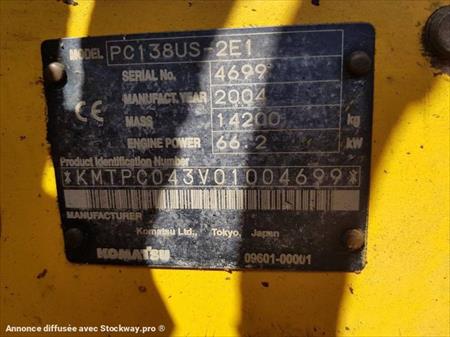 MODEL PC138US-2E1
SERIAL No. 4699
MANUFACT. YEAR 2004
MASS 14200 kg
ENGINE POWER 66.2 kW
Product Identification Number
*KMTPC043V01004699*
MANUFACTURER
Komatsu Ltd., Tokyo, Japan
KOMATSU 09601-00001
Annonce diffusée avec Stockway.pro ®